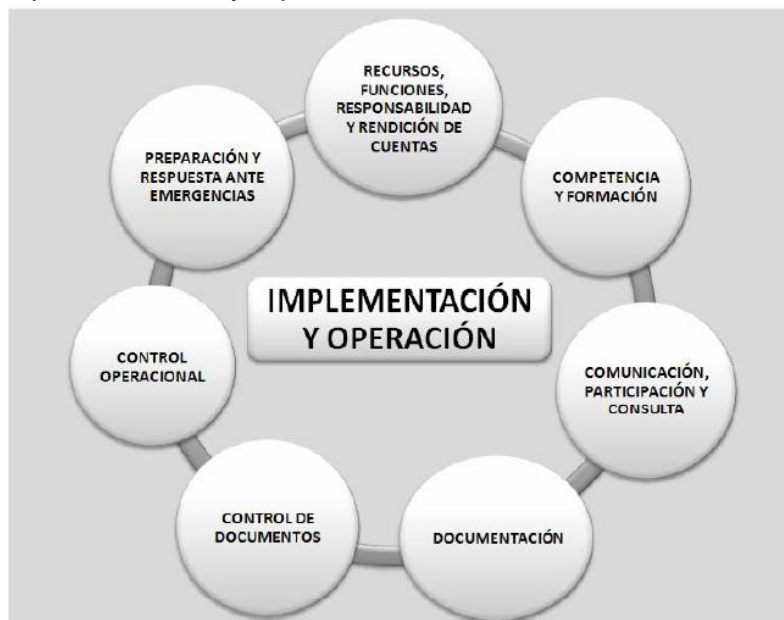 RECURSOS,
FUNCIONES,
RESPONSABILIDAD
Y RENDICIÓN DE
CUENTAS
COMPETENCIA
Y FORMACIÓN
COMUNICACIÓN,
PARTICIPACIÓN Y
CONSULTA
DOCUMENTACIÓN
CONTROL DE
DOCUMENTOS
CONTROL
OPERACIONAL
PREPARACIÓN Y
RESPUESTA ANTE
EMERGENCIAS
IMPLEMENTACIÓN
Y OPERACIÓN